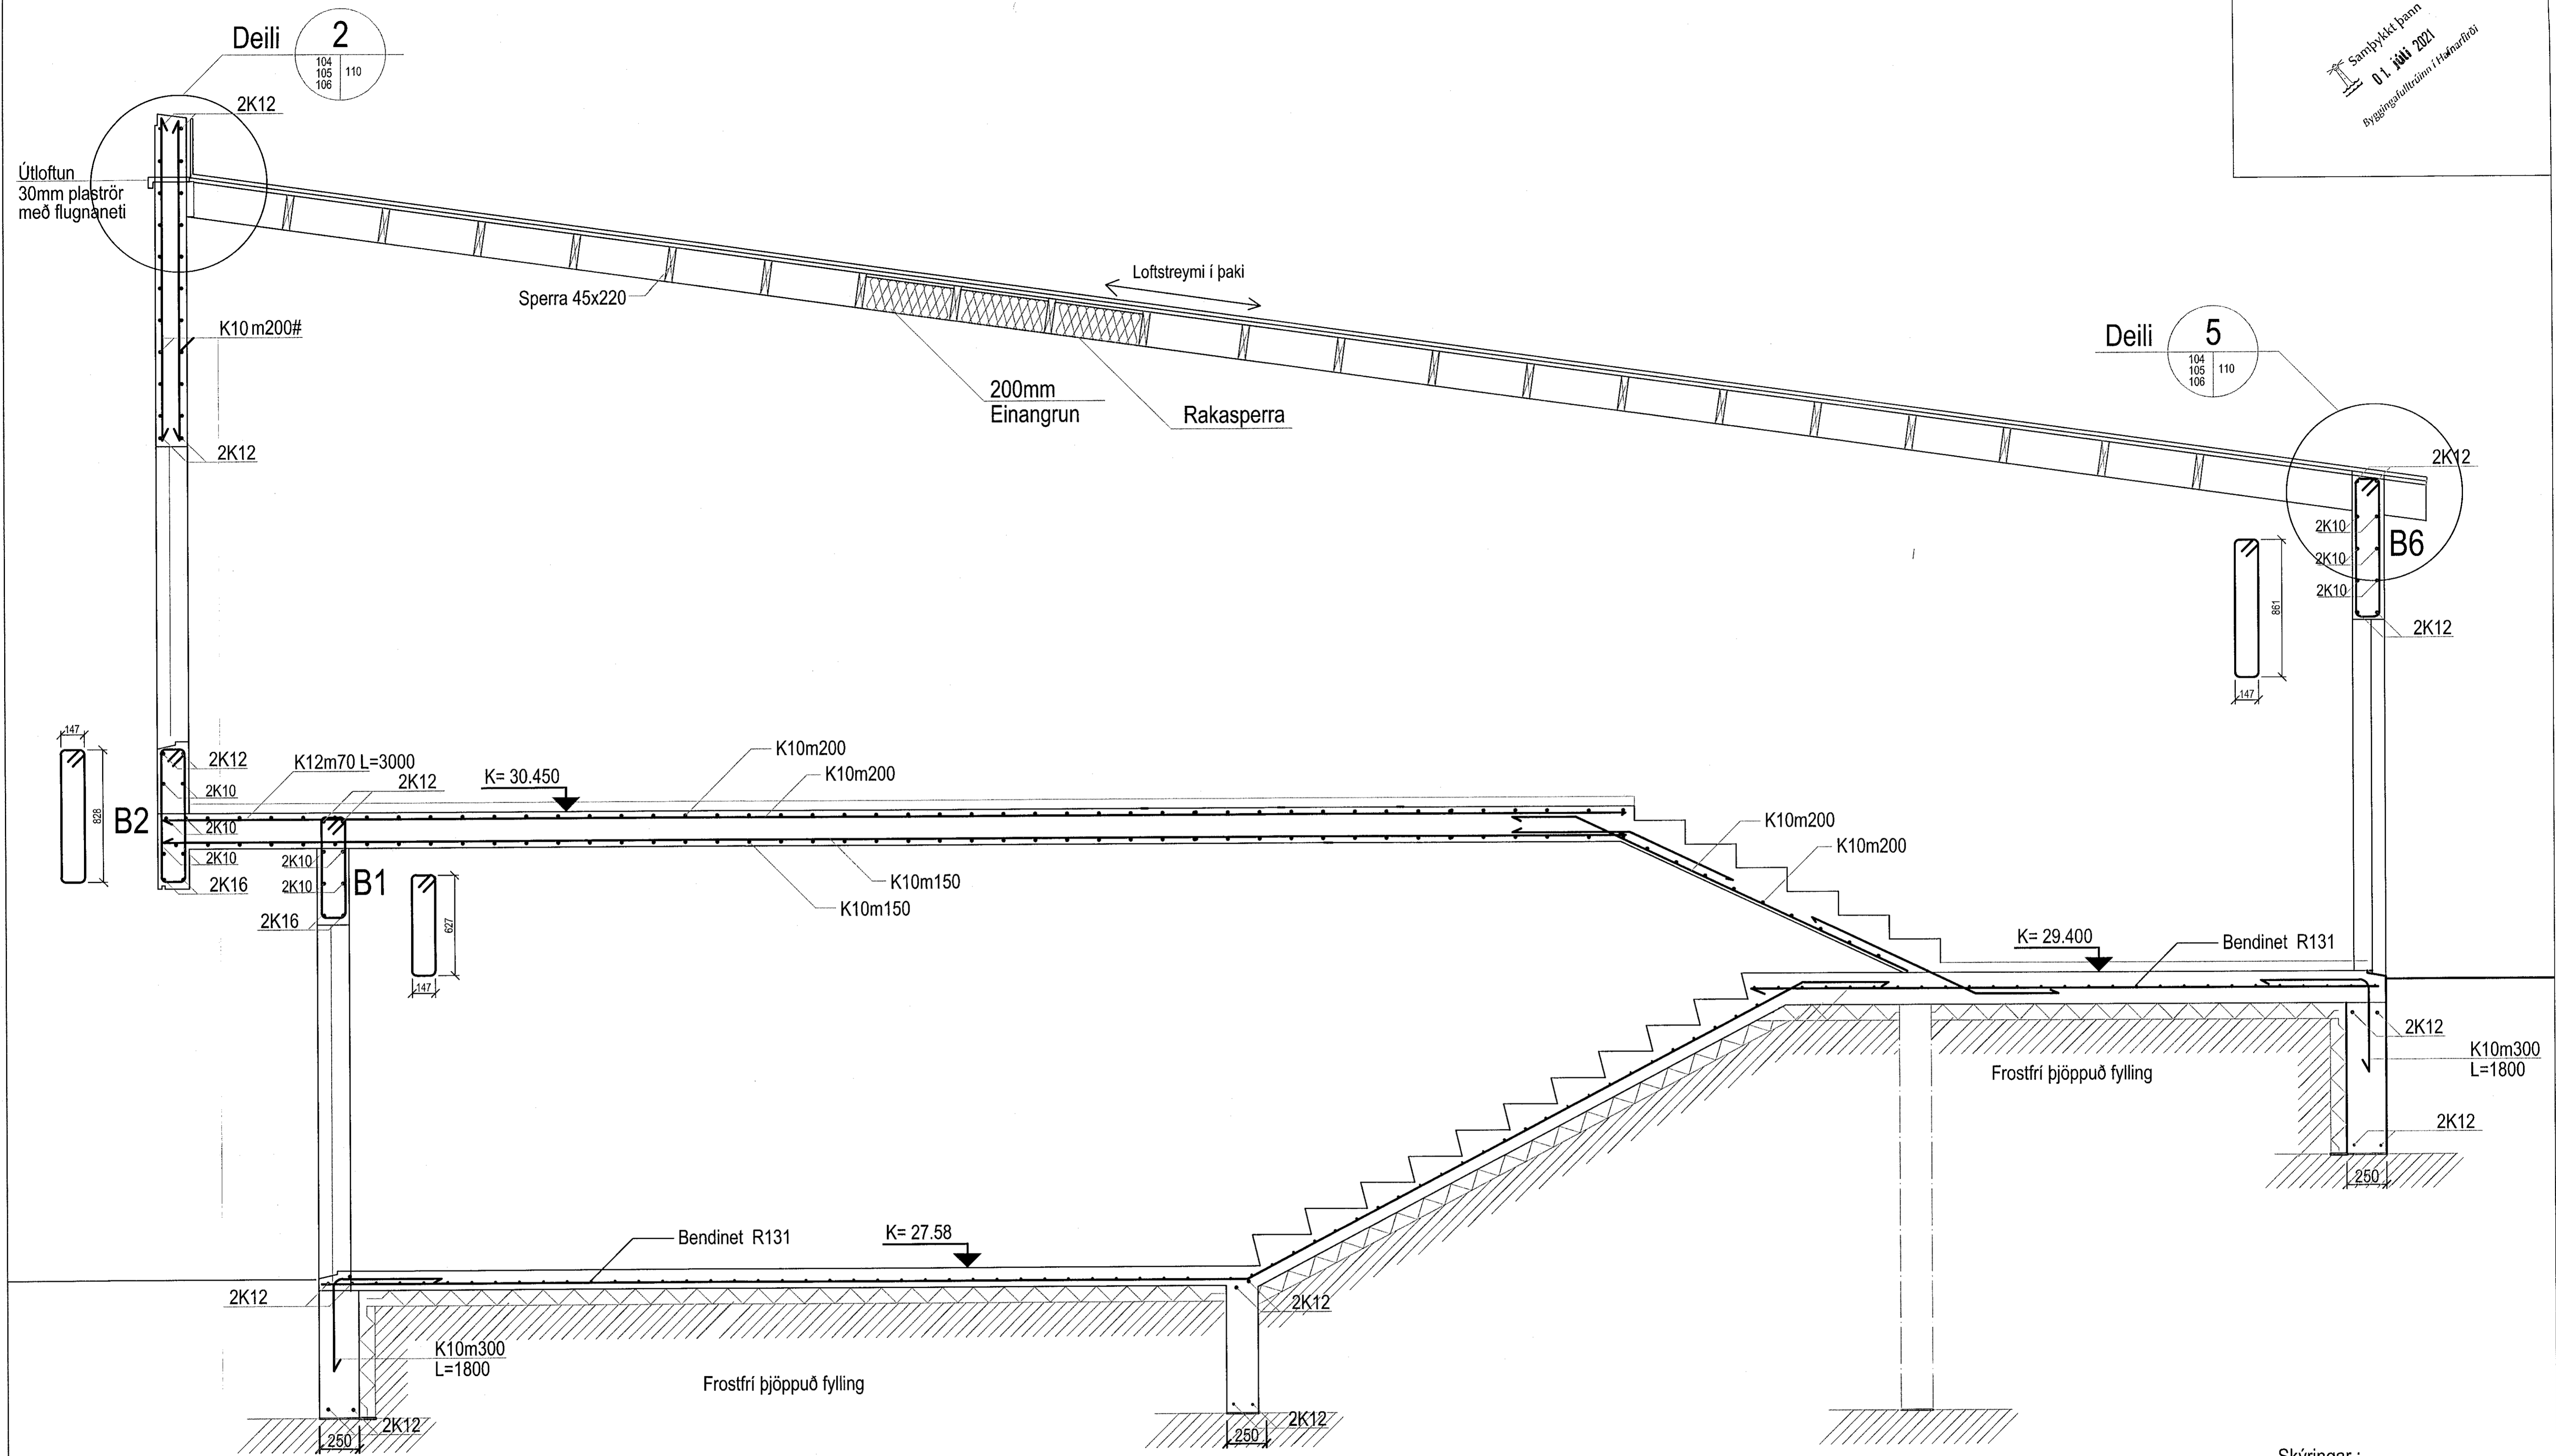 Samþykkt þann
01. júlí 2021
Byggingafulltrúinn í Hafnarfirði
Deili
2
104
105
106
110
2K12
Útloftun
30mm plaströr
með flugnaneti
Sperra 45x220
Loftstreymi í þaki
K10 m200#
200mm
Einangrun
Rakasperra
Deili
5
104
105
106
110
2K12
2K12
2K10
B6
2K10
2K10
861
2K12
147
147
828
B2
2K12
K12m70 L=3000
2K12
2K10
2K10
2K10
2K16
K= 30.450
K10m200
K10m200
2K10
2K10
B1
2K16
627
147
K10m150
K10m150
K10m200
K10m200
K= 29.400
Bendinet R131
2K12
K10m300
L=1800
Frostfrí þjöppuð fylling
2K12
250
Bendinet R131
K= 27.58
2K12
2K12
K10m300
L=1800
Frostfrí þjöppuð fylling
2K12
250
2K12
250
Skýringar :